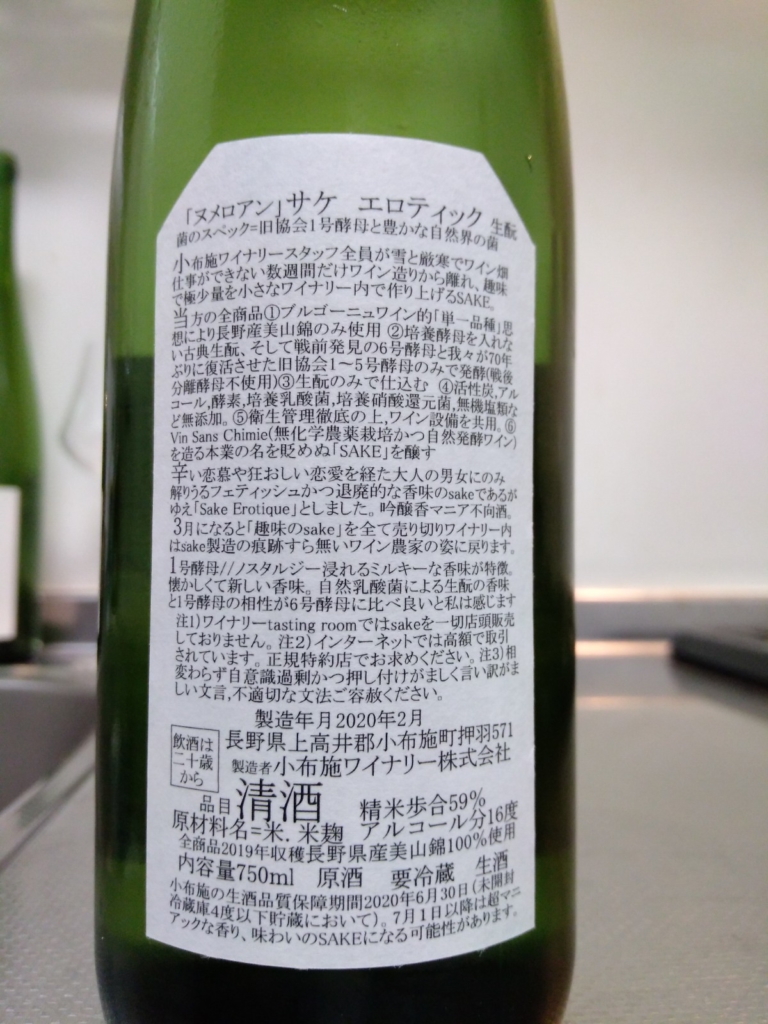 「ヌメロアン」サケ エロティック 生酛
菌のスペック=旧協会1号酵母と豊かな自然界の菌
小布施ワイナリースタッフ全員が雪と厳寒でワイン畑
仕事ができない数週間だけワイン造りから離れ、趣味
で極少量を小さなワイナリー内で作り上げるSAKE。
当方の全商品①ブルゴーニュワイン的「単一品種」思
想により長野産美山錦のみ使用 ②培養酵母を入れな
い古典生酛、そして戦前発見の6号酵母と我々が70年
ぶりに復活させた旧協会1〜5号酵母のみで発酵(戦後
分離酵母不使用)③生酛のみで仕込む ④活性炭,アル
コール,酵素,培養乳酸菌,培養硝酸還元菌,無機塩類な
ど無添加。⑤衛生管理徹底の上,ワイン設備を共用。⑥
Vin Sans Chimie(無化学農薬栽培かつ自然発酵ワイン)
を造る本業の名を貶めぬ「SAKE」を醸す
辛い恋慕や狂おしい恋愛を経た大人の男女にのみ
解りうるフェティッシュかつ退廃的な香味のsakeであるが
ゆえ「Sake Erotique」としました。吟醸香マニア不向酒。
3月になると「趣味のsake」を全て売り切りワイナリー内
はsake製造の痕跡すら無いワイン農家の姿に戻ります。
1号酵母//ノスタルジー浸れるミルキーな香味が特徴。
懐かしくて新しい香味。自然乳酸菌による生酛の香味
と1号酵母の相性が6号酵母に比べ良いと私は感じます
注1)ワイナリーtasting roomではsakeを一切店頭販売
しておりません。注2)インターネットでは高額で取引
されています。正規特約店でお求めください。注3)相
変わらず自意識過剰かつ押し付けがましく言い訳がま
しい文言,不適切な文法ご容赦ください。
製造年月2020年2月
飲酒は
二十歳
から
長野県上高井郡小布施町押羽571
製造者小布施ワイナリー株式会社
品目清酒 精米歩合59%
原材料名=米.米麹 アルコール分16度
全商品2019年収穫長野県産美山錦100%使用
内容量750ml 原酒 要冷蔵 生酒
小布施の生酒品質保障期間2020年6月30日(未開封
冷蔵庫4度以下貯蔵において)。7月1日以降は超マニ
アックな香り、味わいのSAKEになる可能性があります。